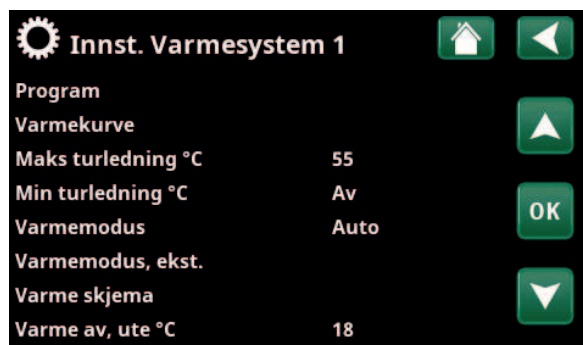 Innst. Varmesystem 1
Program
Varmekurve
Maks turledning °C 55
Min turledning °C Av
Varmemodus Auto
OK
Varmemodus, ekst.
Varme skjema
Varme av, ute °C 18